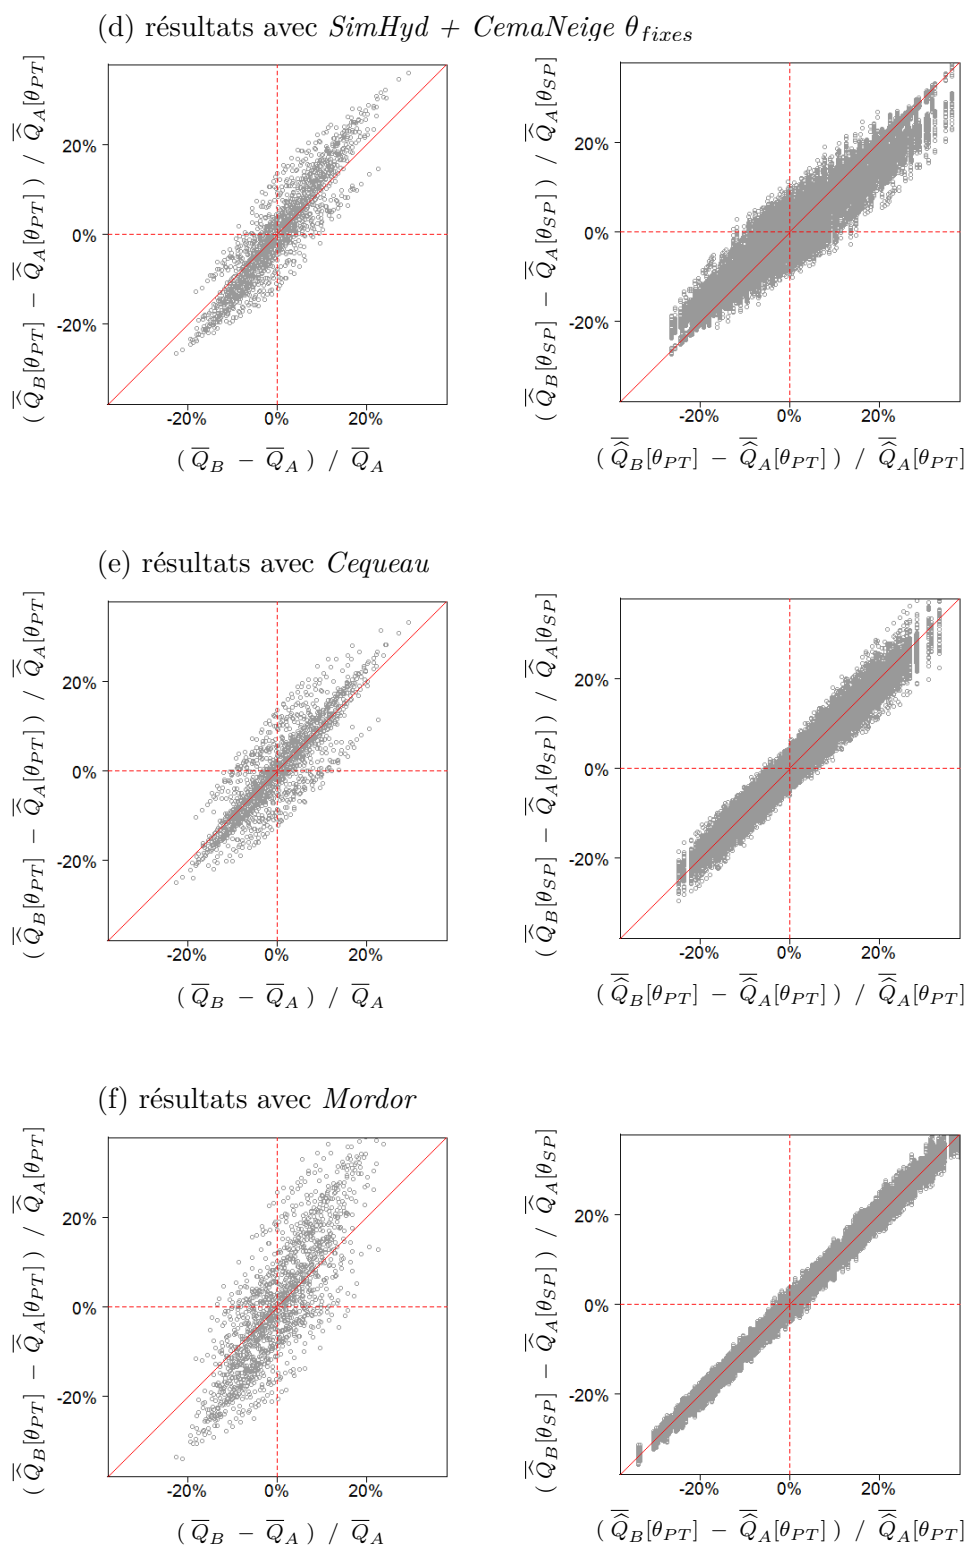 (d) résultats avec SimHyd + CemaNeige θfixes
( Q̂B[θPT] − Q̂A[θPT] ) / Q̂A[θPT]
20%
0%
-20%
-20% 0% 20%
( QB − QA ) / QA
( Q̂B[θSP] − Q̂A[θSP] ) / Q̂A[θSP]
20%
0%
-20%
-20% 0% 20%
( Q̂B[θPT] − Q̂A[θPT] ) / Q̂A[θPT]
(e) résultats avec Cequeau
( Q̂B[θPT] − Q̂A[θPT] ) / Q̂A[θPT]
20%
0%
-20%
-20% 0% 20%
( QB − QA ) / QA
( Q̂B[θSP] − Q̂A[θSP] ) / Q̂A[θSP]
20%
0%
-20%
-20% 0% 20%
( Q̂B[θPT] − Q̂A[θPT] ) / Q̂A[θPT]
(f) résultats avec Mordor
( Q̂B[θPT] − Q̂A[θPT] ) / Q̂A[θPT]
20%
0%
-20%
-20% 0% 20%
( QB − QA ) / QA
( Q̂B[θSP] − Q̂A[θSP] ) / Q̂A[θSP]
20%
0%
-20%
-20% 0% 20%
( Q̂B[θPT] − Q̂A[θPT] ) / Q̂A[θPT]